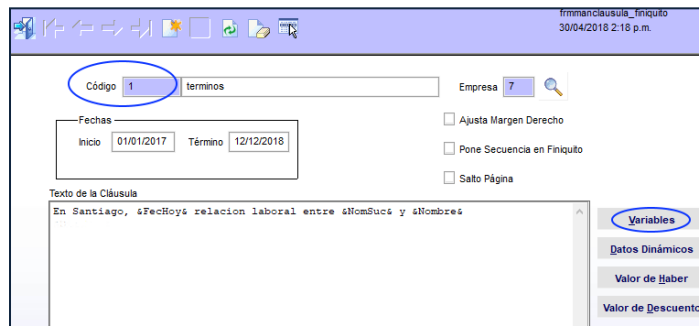 frmmanclausula_finiquito
30/04/2018 2:18 p.m.
Código 1 terminos Empresa 7
Fechas
Inicio 01/01/2017 Término 12/12/2018
Ajusta Margen Derecho
Pone Secuencia en Finiquito
Salto Página
Texto de la Cláusula
En Santiago, &FecHoy& relacion laboral entre &NomSuc& y &Nombre&
Variables
Datos Dinámicos
Valor de Haber
Valor de Descuento